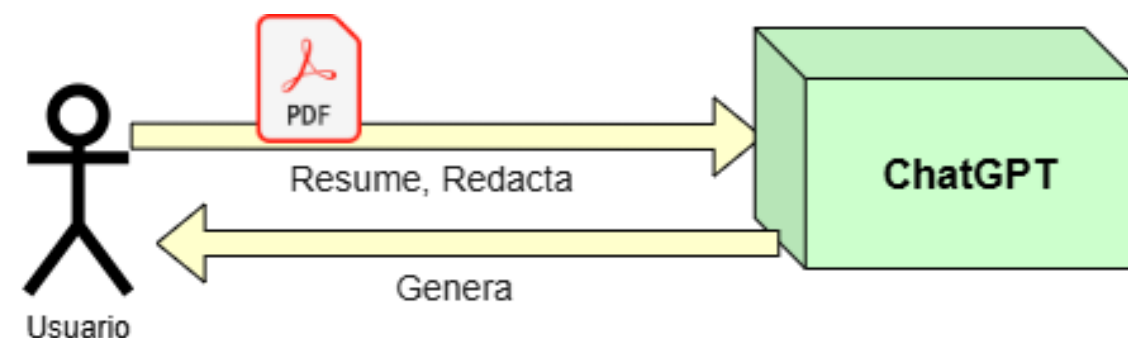 PDF
Resume, Redacta
ChatGPT
Genera
Usuario